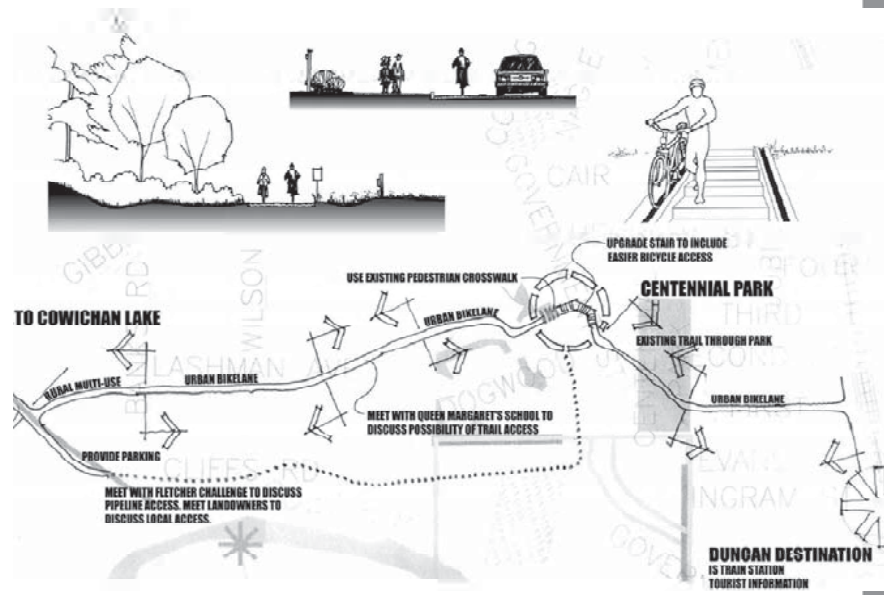 UPGRADE STAIR TO INCLUDE
EASIER BICYCLE ACCESS
USE EXISTING PEDESTRIAN CROSSWALK
CENTENNIAL PARK
TO COWICHAN LAKE
URBAN BIKELANE
EXISTING TRAIL THROUGH PARK
RURAL MULTI-USE
URBAN BIKELANE
URBAN BIKELANE
MEET WITH QUEEN MARGARET'S SCHOOL TO
DISCUSS POSSIBILITY OF TRAIL ACCESS
PROVIDE PARKING
MEET WITH FLETCHER CHALLENGE TO DISCUSS
PIPELINE ACCESS. MEET LANDOWNERS TO
DISCUSS LOCAL ACCESS.
DUNCAN DESTINATION
IS TRAIN STATION
TOURIST INFORMATION
CAIR
WILSON
THIRD
LASHMAN
DOGWOOD
FIRST
CLIFFS RD
EVANS
INGRAM